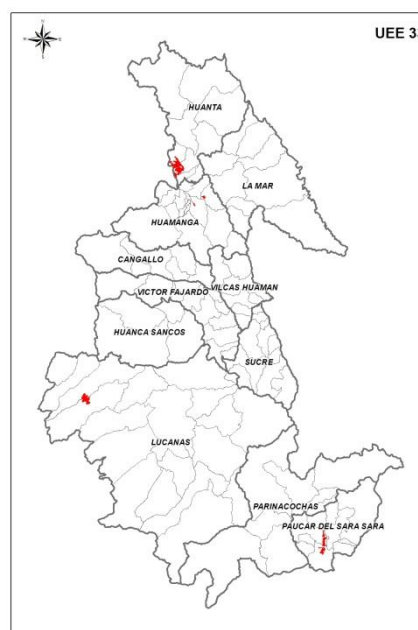 UEE 33
HUANTA
LA MAR
HUAMANGA
CANGALLO
VICTOR FAJARDO
VILCAS HUAMAN
HUANCA SANCOS
SUCRE
LUCANAS
PARINACOCHAS
PAUCAR DEL SARA SARA